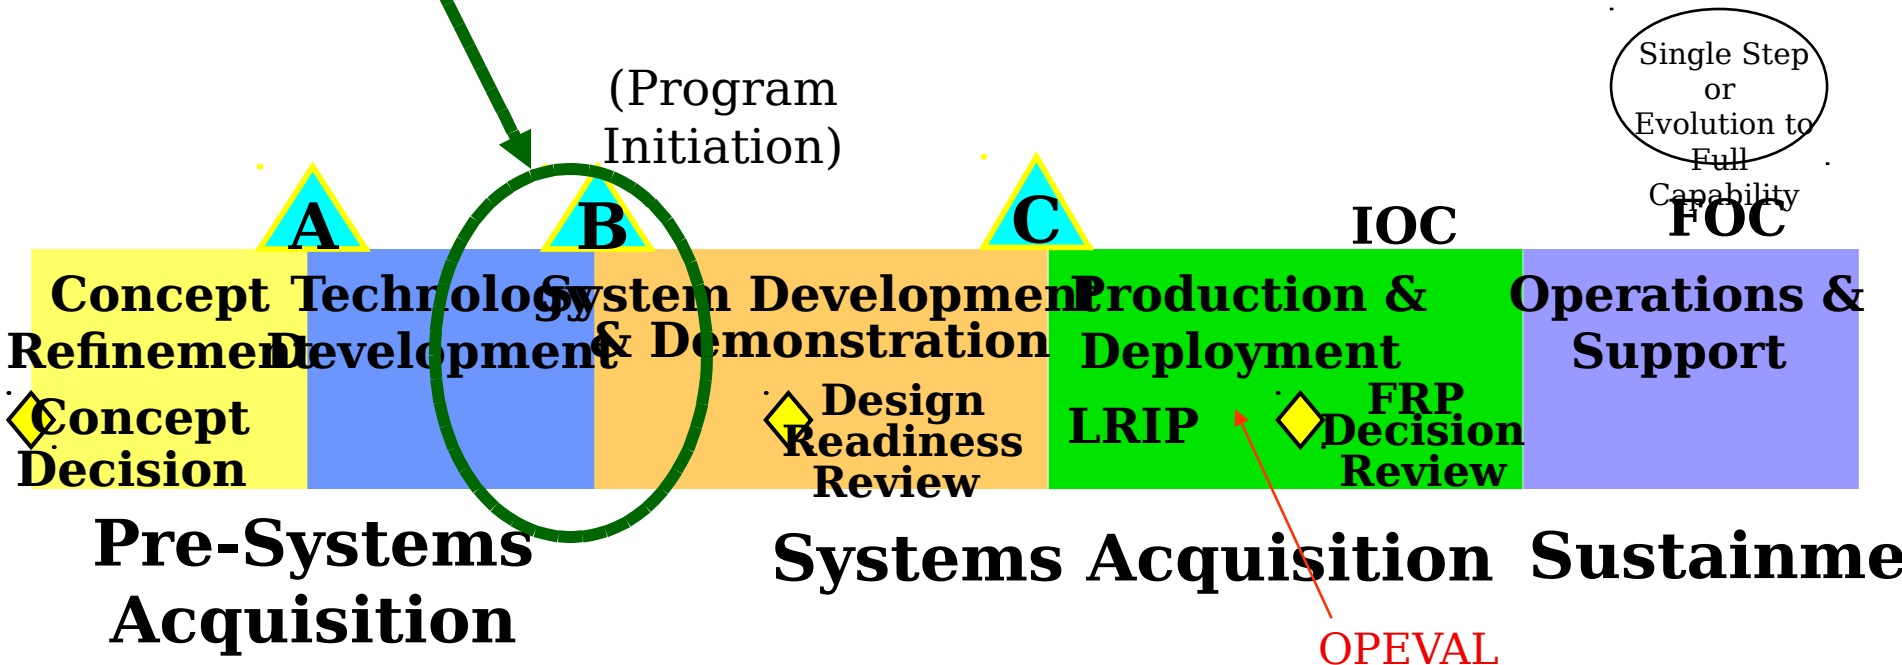 (Program
Initiation)
Single Step
or
Evolution to
Full
Capability
A
B
C
IOC
FOC
Concept
Refinement
Technology
Development
System Development
& Demonstration
Production &
Deployment
Operations &
Support
Concept
Decision
Design
Readiness
Review
LRIP
FRP
Decision
Review
Pre-Systems
Acquisition
Systems Acquisition
Sustainme
OPEVAL